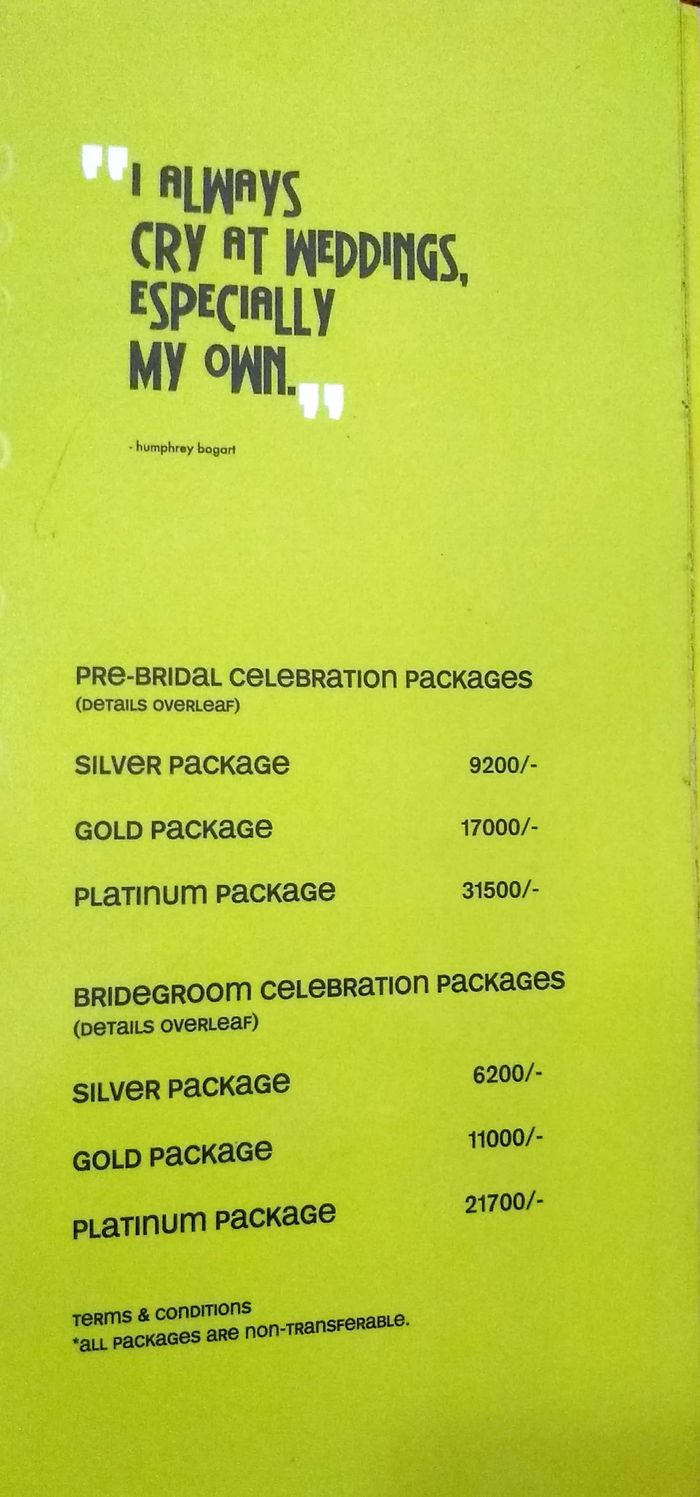 "I ALWAYS
CRY AT WEDDINGS,
ESPECIALLY
MY OWN."
- humphrey bogart
PRe-BRIDaL CeLeBRaTIOn PaCKaGes
(DeTaILS OveRLeaF)
SILVeR PaCKaGe 9200/-
GOLD PaCKaGe 17000/-
PLaTInum PaCKaGe 31500/-
BRIDeGROOm CeLeBRaTIOn PaCKaGes
(DeTaILS OveRLeaF)
SILVeR PaCKaGe 6200/-
GOLD PaCKaGe 11000/-
PLaTInum PaCKaGe 21700/-
TeRms & COnDITIOns
*aLL PaCKaGes aRe non-TRansFeRaBLe.